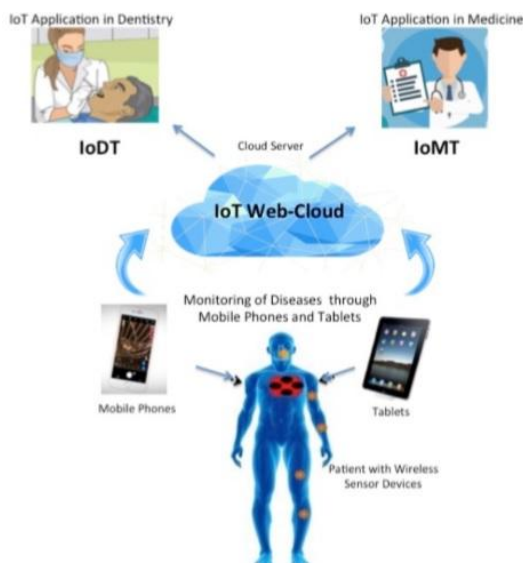 IoT Application in Dentistry
IoT Application in Medicine
IoDT
Cloud Server
IoMT
IoT Web-Cloud
Monitoring of Diseases through
Mobile Phones and Tablets
Mobile Phones
Tablets
Patient with Wireless
Sensor Devices